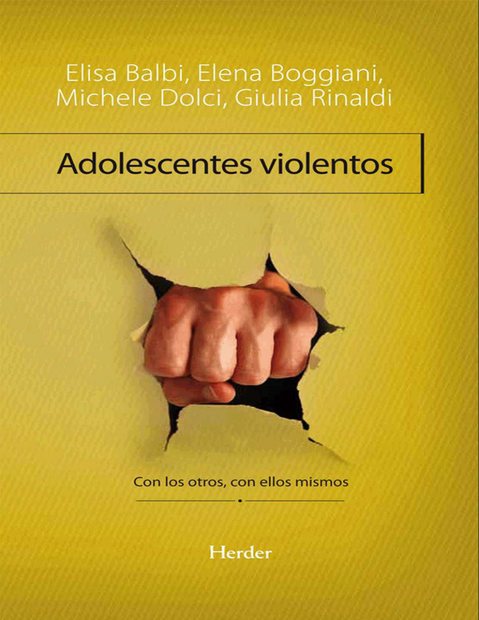 Elisa Balbi, Elena Boggiani,
Michele Dolci, Giulia Rinaldi
Adolescentes violentos
Con los otros, con ellos mismos
Herder